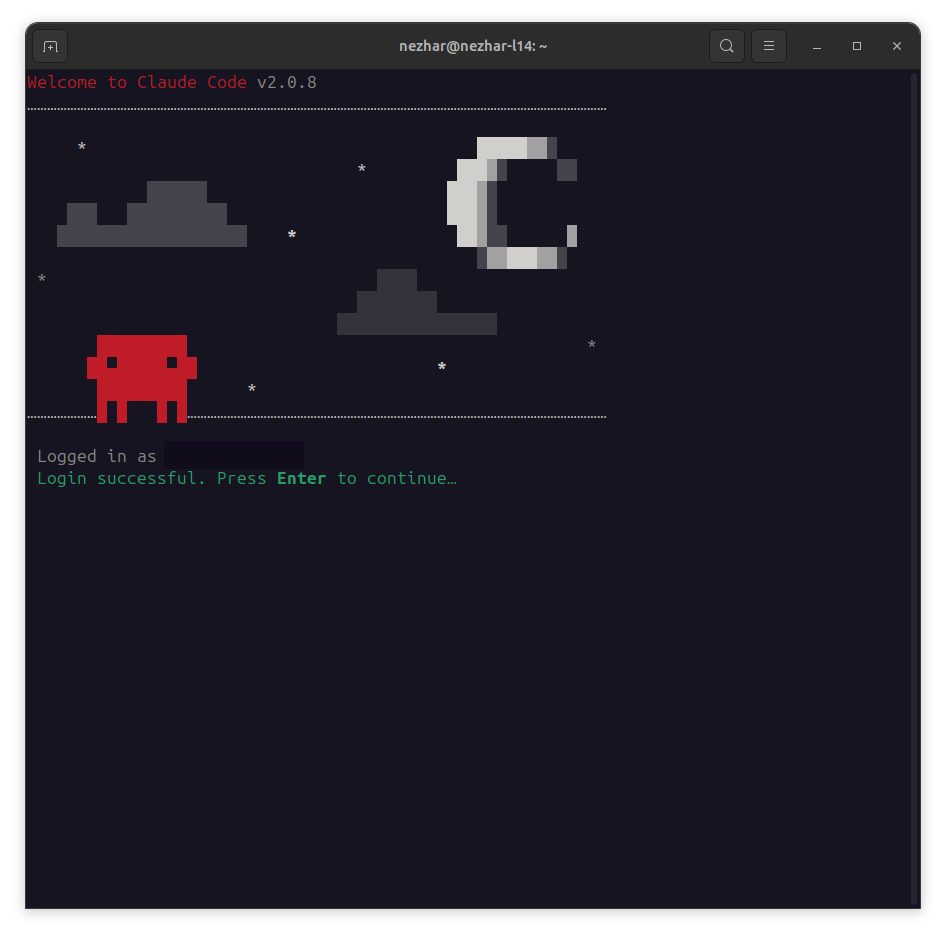 nezhar@nezhar-l14: ~
Welcome to Claude Code v2.0.8
*
*
*
*
*
*
*
Logged in as
Login successful. Press Enter to continue…